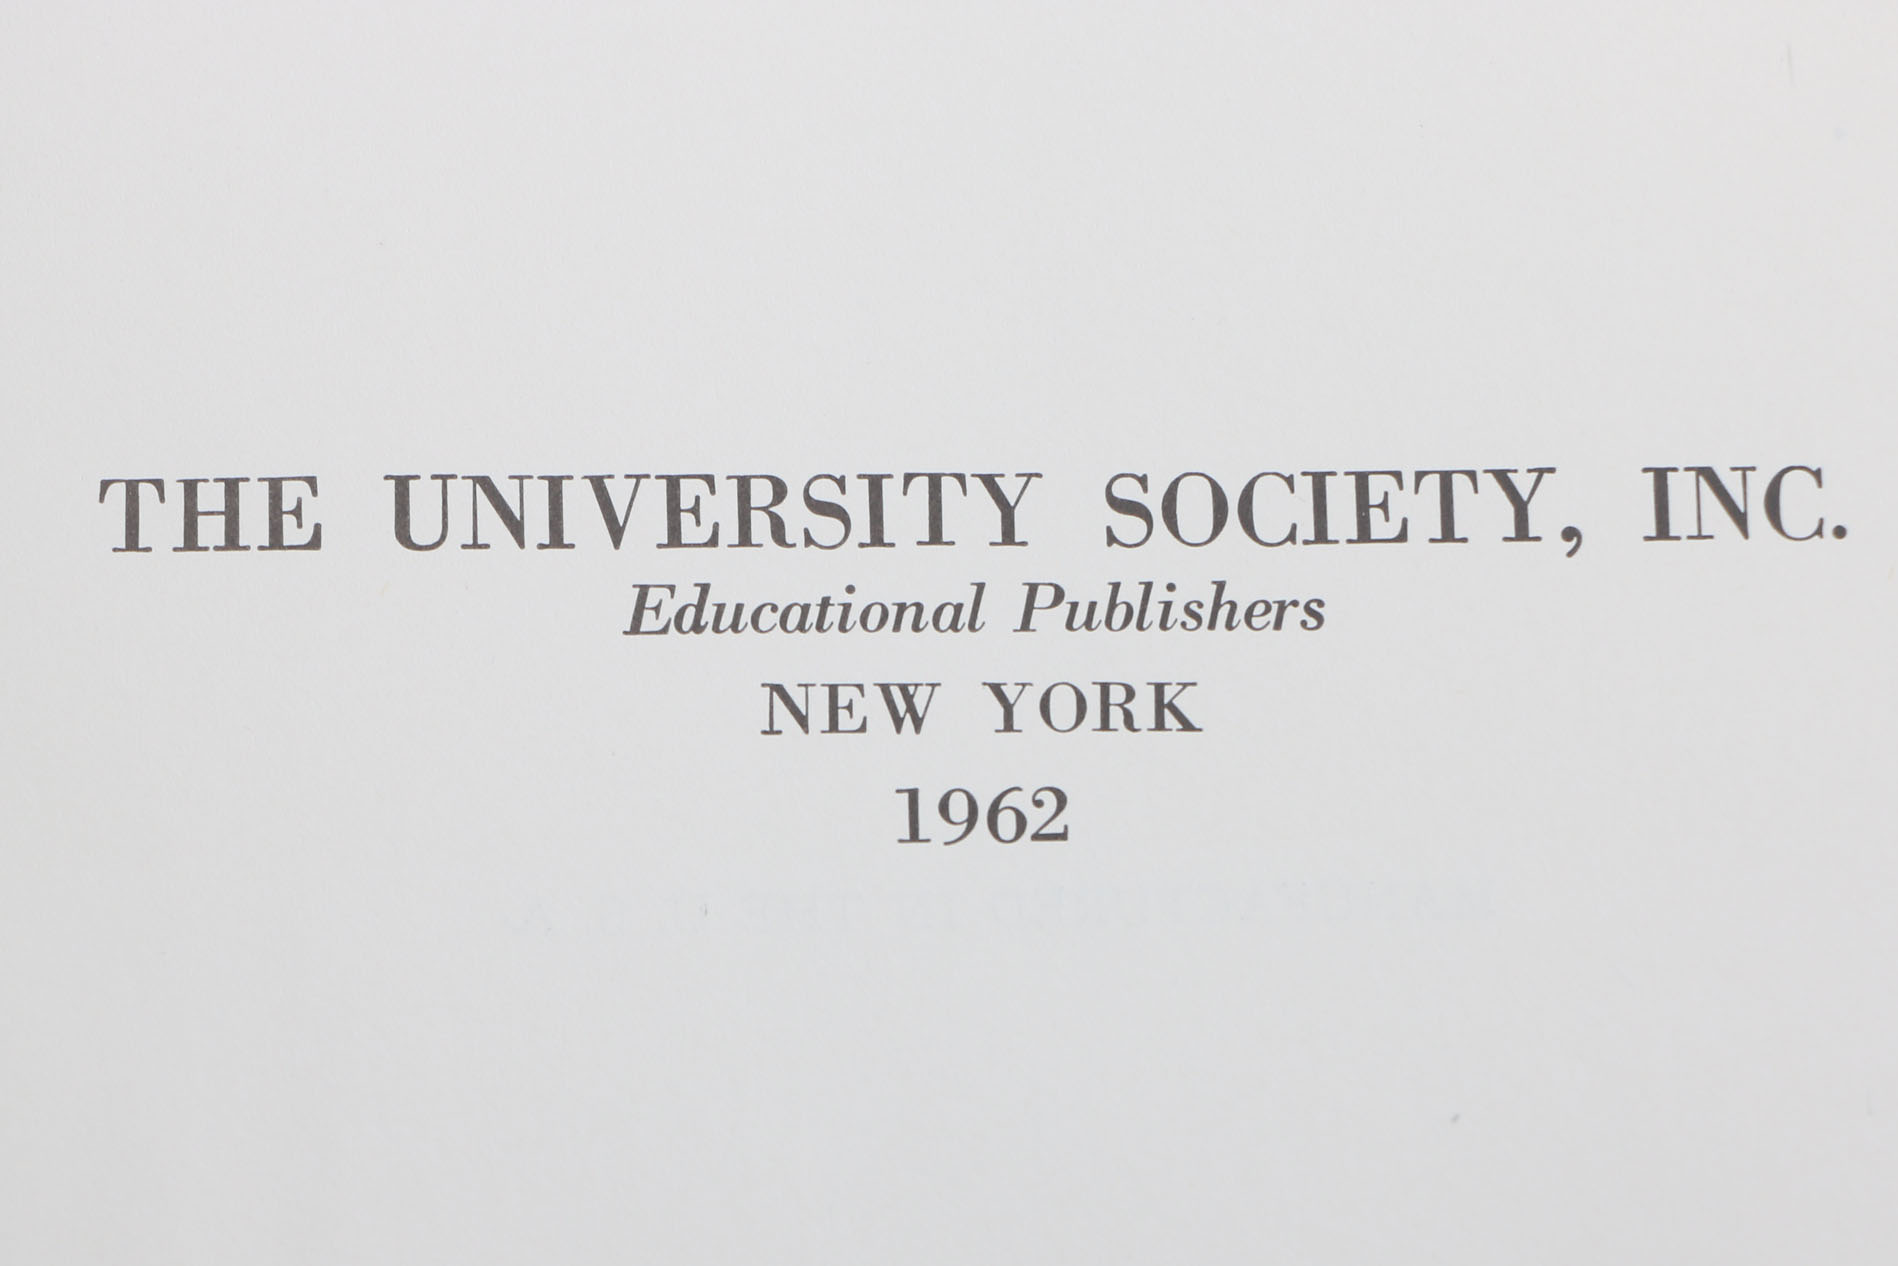 THE UNIVERSITY SOCIETY, INC.
Educational Publishers
NEW YORK
1962